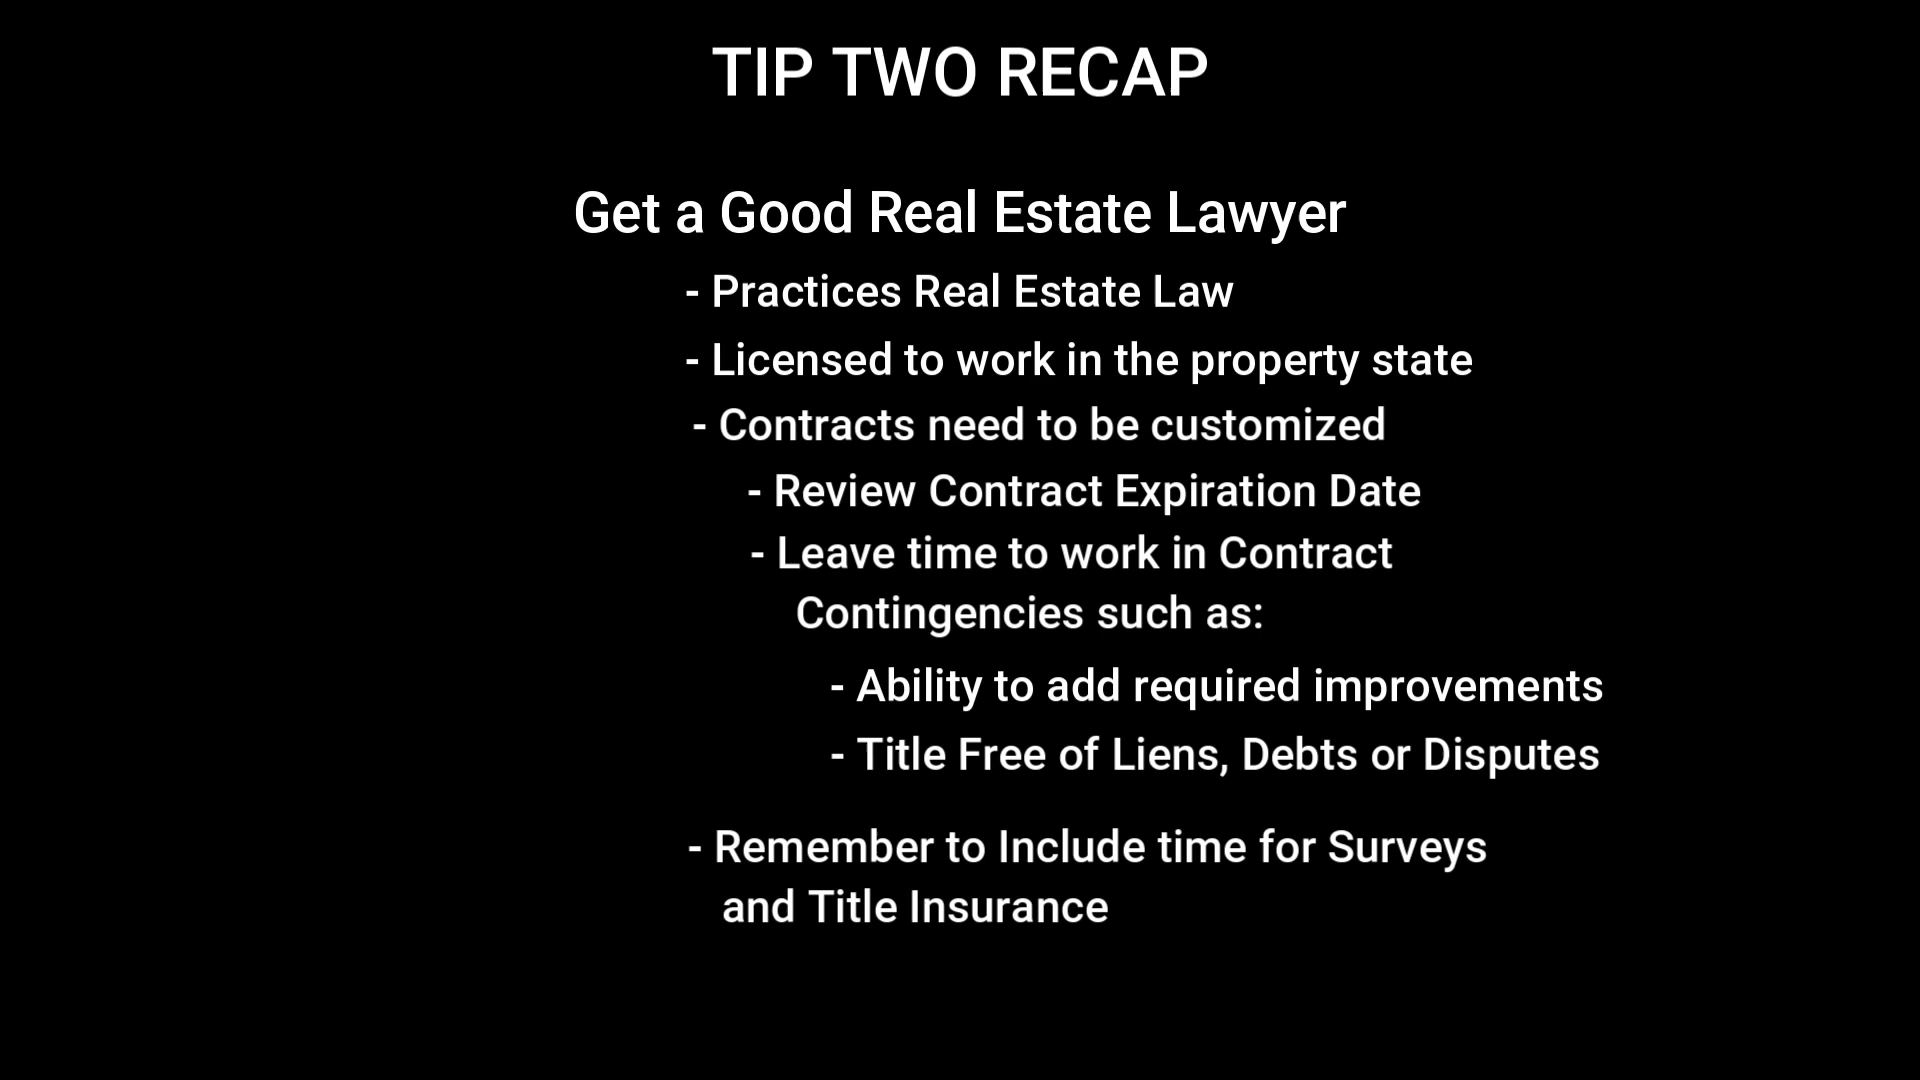 TIP TWO RECAP
Get a Good Real Estate Lawyer
- Practices Real Estate Law
- Licensed to work in the property state
- Contracts need to be customized
- Review Contract Expiration Date
- Leave time to work in Contract
Contingencies such as:
- Ability to add required improvements
- Title Free of Liens, Debts or Disputes
- Remember to Include time for Surveys
and Title Insurance